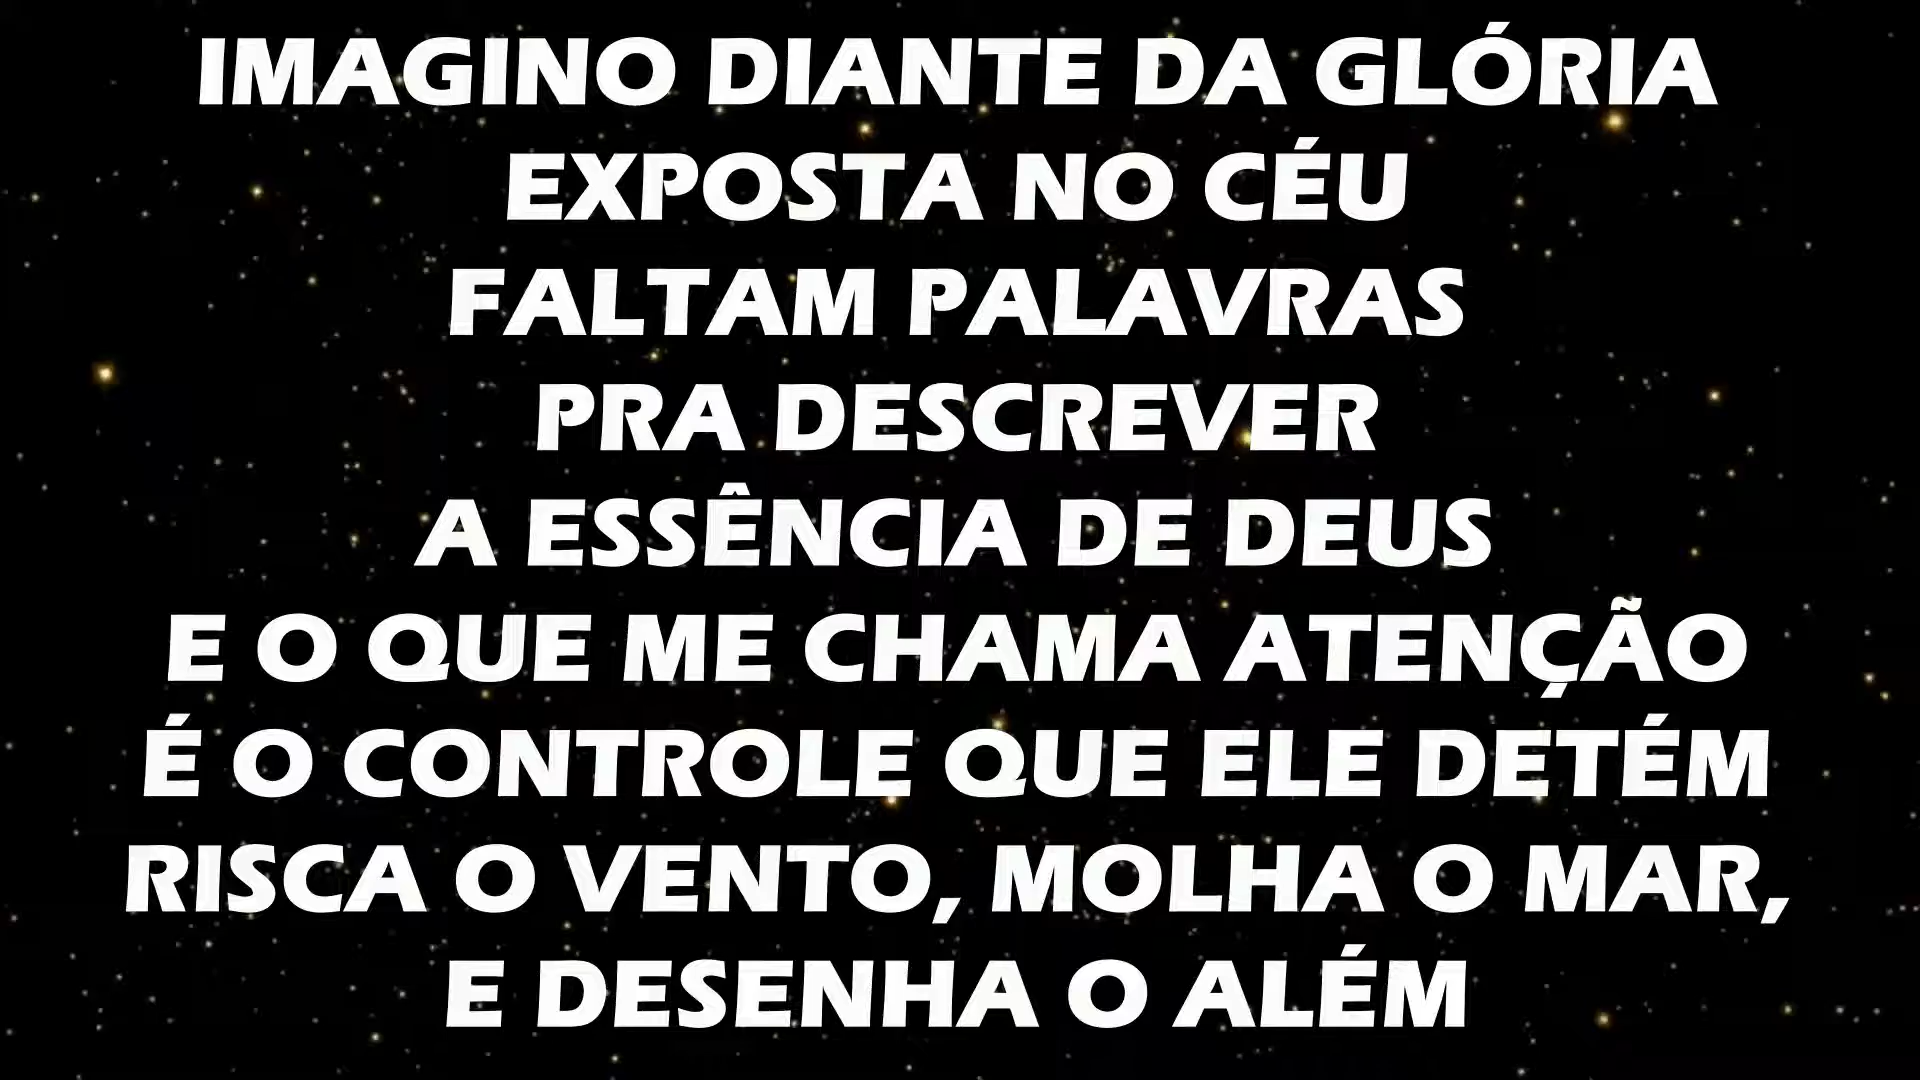 IMAGINO DIANTE DA GLÓRIA
EXPOSTA NO CÉU
FALTAM PALAVRAS
PRA DESCREVER
A ESSÊNCIA DE DEUS
E O QUE ME CHAMA ATENÇÃO
É O CONTROLE QUE ELE DETÉM
RISCA O VENTO, MOLHA O MAR,
E DESENHA O ALÉM